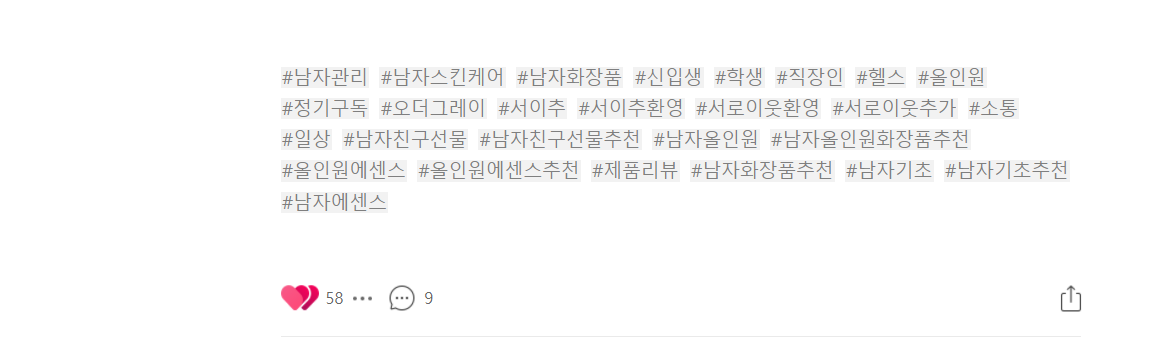 #남자관리 #남자스킨케어 #남자화장품 #신입생 #학생 #직장인 #헬스 #올인원
#정기구독 #오더그레이 #서이추 #서이추환영 #서로이웃환영 #서로이웃추가 #소통
#일상 #남자친구선물 #남자친구선물추천 #남자올인원 #남자올인원화장품추천
#올인원에센스 #올인원에센스추천 #제품리뷰 #남자화장품추천 #남자기초 #남자기초추천
#남자에센스
58 9